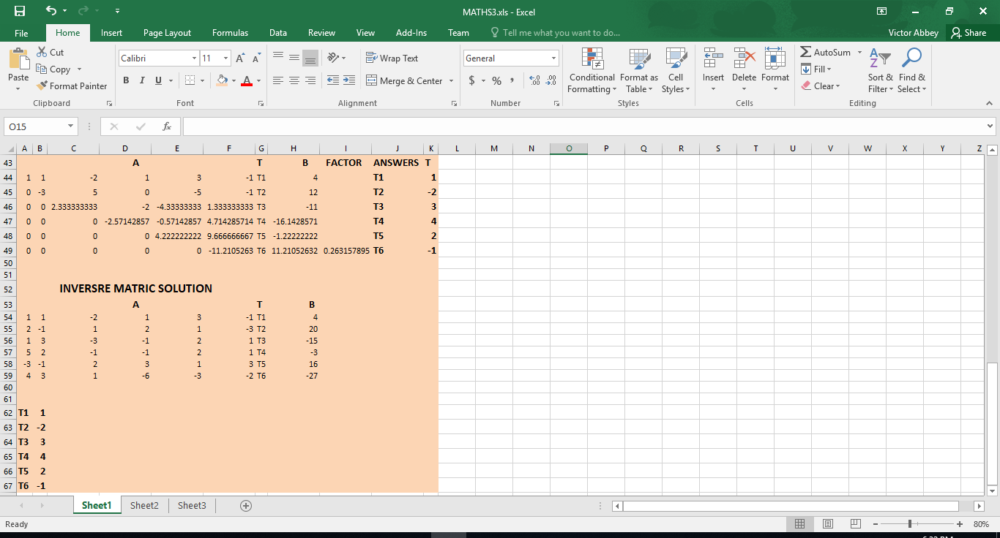 MATHS3.xls - Excel
File Home Insert Page Layout Formulas Data Review View Add-Ins Team Tell me what you want to do... Victor Abbey Share
Paste
Cut
Copy
Format Painter
Clipboard
Calibri 11
B I U
Font
Wrap Text
Merge & Center
Alignment
General
$ % ,
Number
Conditional Formatting
Format as Table
Cell Styles
Styles
Insert Delete Format
Cells
AutoSum
Fill
Clear
Sort & Filter
Find & Select
Editing
O15 fx
A B C D E F G H I J K L M N O P Q R S T U V W X Y Z
43 A T B FACTOR ANSWERS T
44 1 1 -2 1 3 -1 T1 4 T1 1
45 0 -3 5 0 -5 -1 T2 12 T2 -2
46 0 0 2.333333333 -2 -4.33333333 1.333333333 T3 -11 T3 3
47 0 0 0 -2.57142857 -0.57142857 4.714285714 T4 -16.1428571 T4 4
48 0 0 0 0 4.222222222 9.666666667 T5 -1.22222222 T5 2
49 0 0 0 0 0 -11.2105263 T6 11.21052632 0.263157895 T6 -1
50
51
52 INVERSRE MATRIC SOLUTION
53 A T B
54 1 1 -2 1 3 -1 T1 4
55 2 -1 1 2 1 -3 T2 20
56 1 3 -3 -1 2 1 T3 -15
57 5 2 -1 -1 2 1 T4 -3
58 -3 -1 2 3 1 3 T5 16
59 4 3 1 -6 -3 -2 T6 -27
60
61
62 T1 1
63 T2 -2
64 T3 3
65 T4 4
66 T5 2
67 T6 -1
Sheet1 Sheet2 Sheet3
Ready 80%